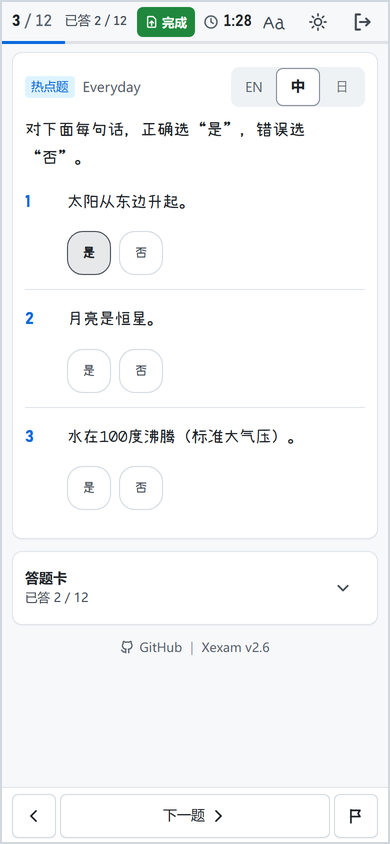 3 / 12 已答 2 / 12 完成 1:28 Aa
热点题 Everyday EN 中 日
对下面每句话，正确选“是”，错误选
“否”。
1 太阳从东边升起。
是 否
2 月亮是恒星。
是 否
3 水在100度沸腾（标准大气压）。
是 否
答题卡
已答 2 / 12
GitHub | Xexam v2.6
下一题